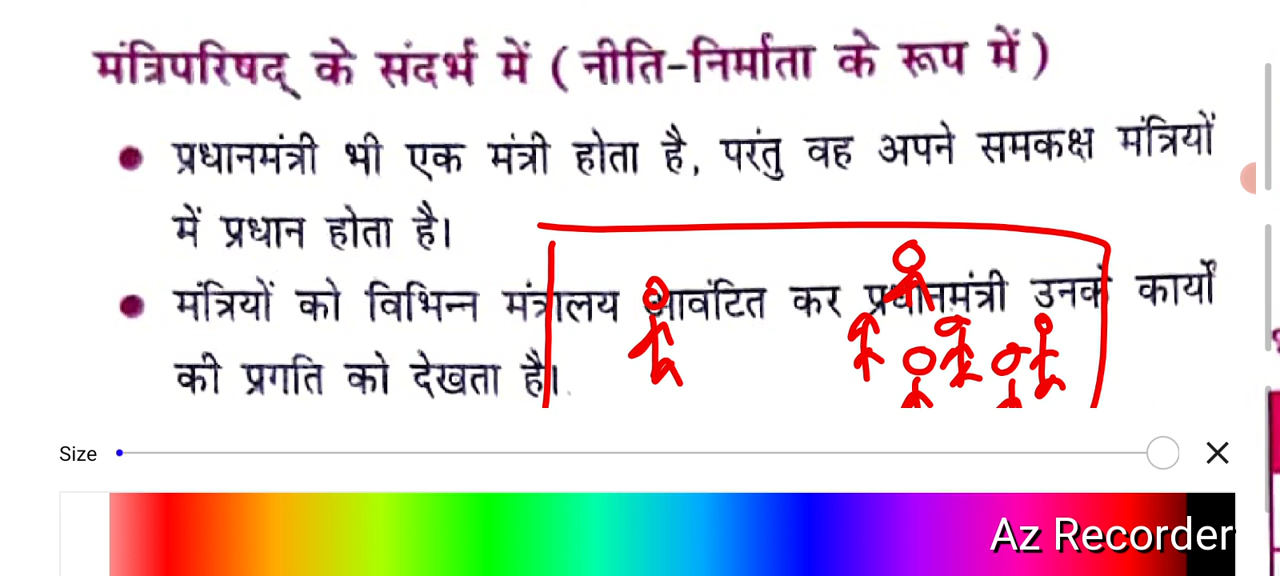 मंत्रिपरिषद् के संदर्भ में ( नीति-निर्माता के रूप में )
● प्रधानमंत्री भी एक मंत्री होता है, परंतु वह अपने समकक्ष मंत्रियों
में प्रधान होता है।
● मंत्रियों को विभिन्न मंत्रालय आवंटित कर प्रधानमंत्री उनके कार्यों
की प्रगति को देखता है।
Size
Az Recorder